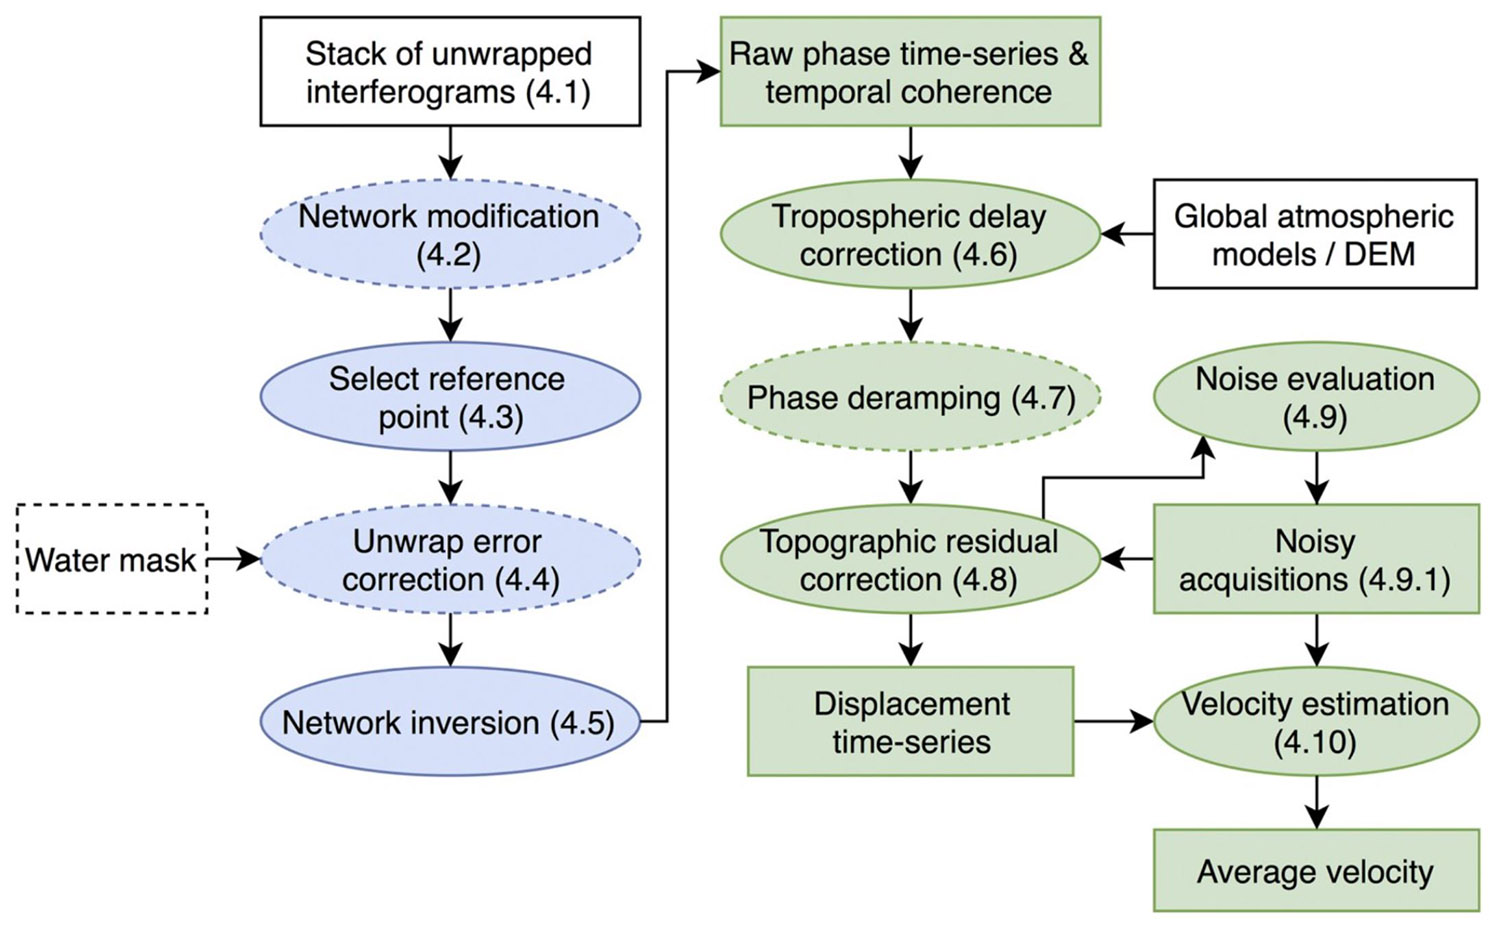 Stack of unwrapped
interferograms (4.1)
Network modification
(4.2)
Select reference
point (4.3)
Water mask
Unwrap error
correction (4.4)
Network inversion (4.5)
Raw phase time-series &
temporal coherence
Tropospheric delay
correction (4.6)
Global atmospheric
models / DEM
Phase deramping (4.7)
Noise evaluation
(4.9)
Topographic residual
correction (4.8)
Noisy
acquisitions (4.9.1)
Displacement
time-series
Velocity estimation
(4.10)
Average velocity